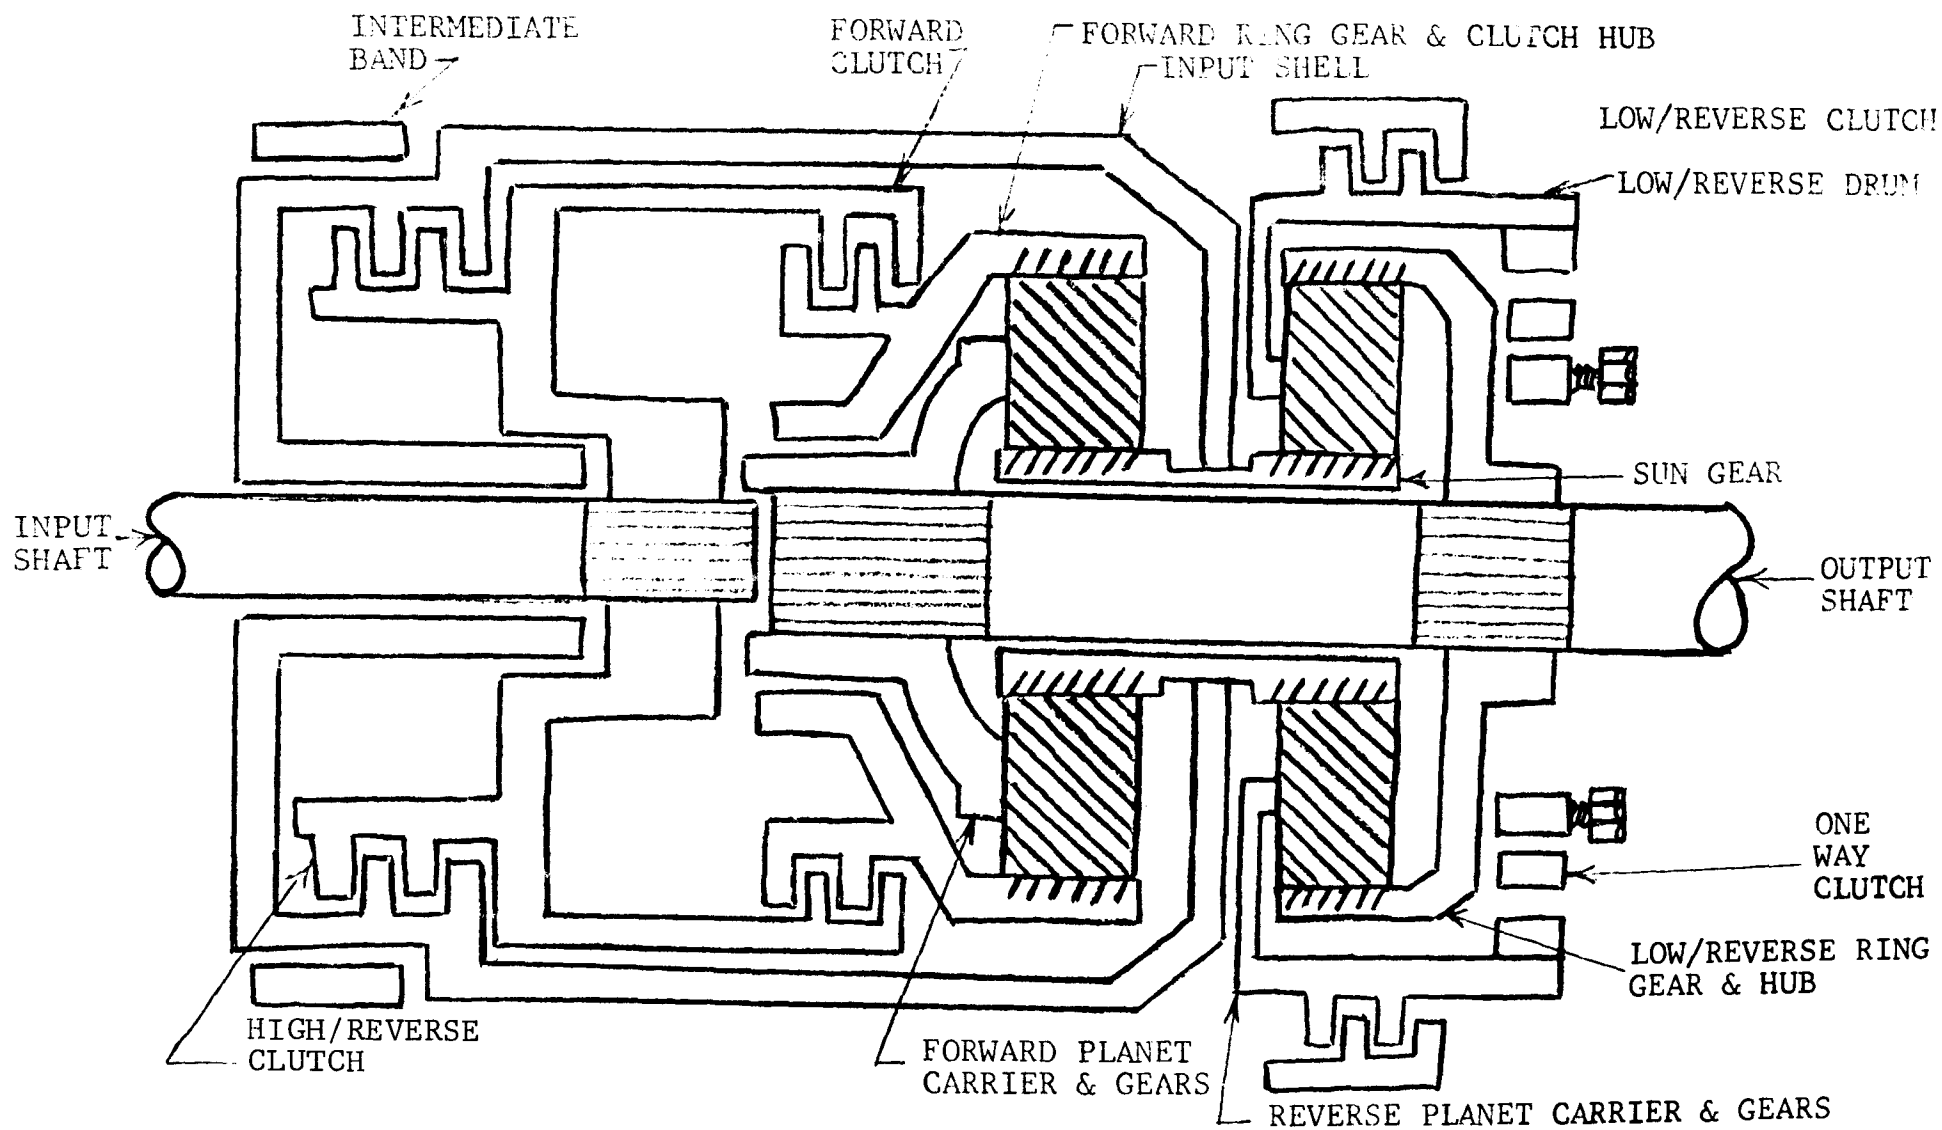 INTERMEDIATE
BAND
FORWARD
CLUTCH
FORWARD RING GEAR & CLUTCH HUB
INPUT SHELL
LOW/REVERSE CLUTCH
LOW/REVERSE DRUM
SUN GEAR
INPUT
SHAFT
OUTPUT
SHAFT
ONE
WAY
CLUTCH
LOW/REVERSE RING
GEAR & HUB
HIGH/REVERSE
CLUTCH
FORWARD PLANET
CARRIER & GEARS
REVERSE PLANET CARRIER & GEARS